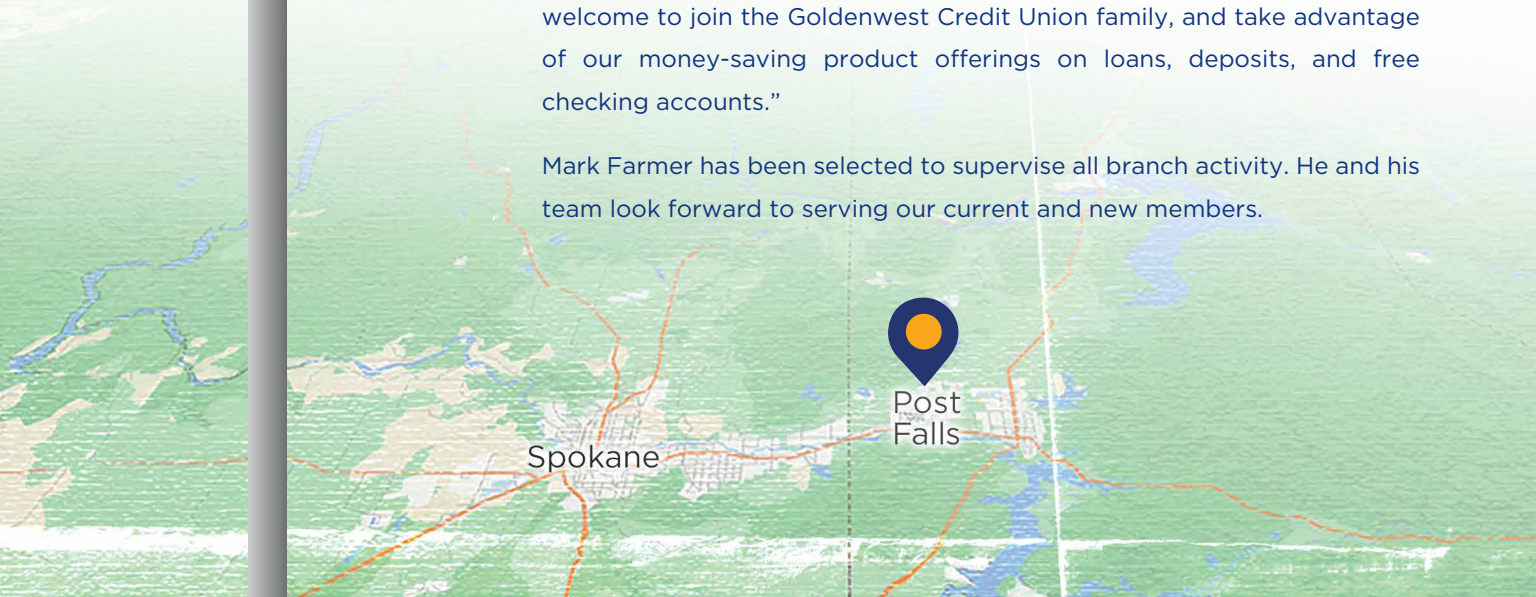 welcome to join the Goldenwest Credit Union family, and take advantage
of our money-saving product offerings on loans, deposits, and free
checking accounts.”
Mark Farmer has been selected to supervise all branch activity. He and his
team look forward to serving our current and new members.
Post
Falls
Spokane